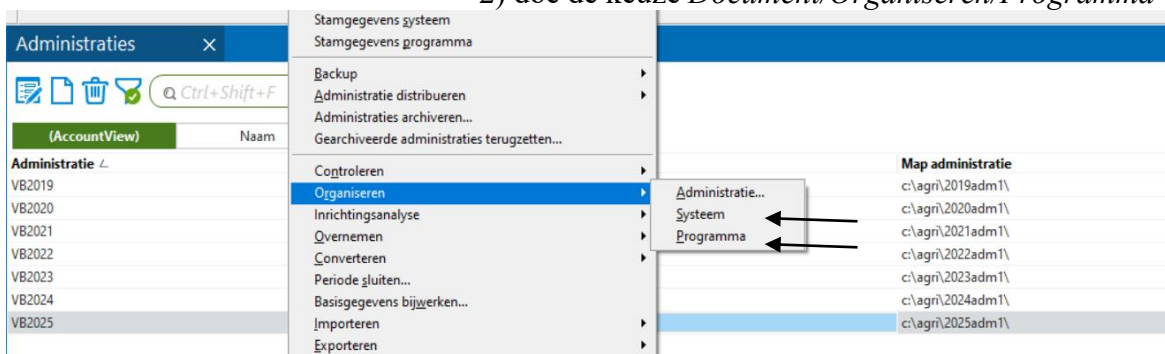 2) doe de keuze Document/Organiseren/Programma
Stamgegevens systeem
Administraties
Stamgegevens programma
Backup
Ctrl+Shift+F
Administratie distribueren
Administraties archiveren...
(AccountView) Naam
Gearchiveerde administraties terugzetten...
Administratie Map administratie
Controleren
VB2019 c:\agri\2019adm1\
Organiseren Administratie...
VB2020 c:\agri\2020adm1\
Inrichtingsanalyse Systeem
VB2021 c:\agri\2021adm1\
Overnemen Programma
VB2022 c:\agri\2022adm1\
Converteren
VB2023 c:\agri\2023adm1\
Periode sluiten...
VB2024 c:\agri\2024adm1\
Basisgegevens bijwerken...
VB2025 c:\agri\2025adm1\
Importeren
Exporteren